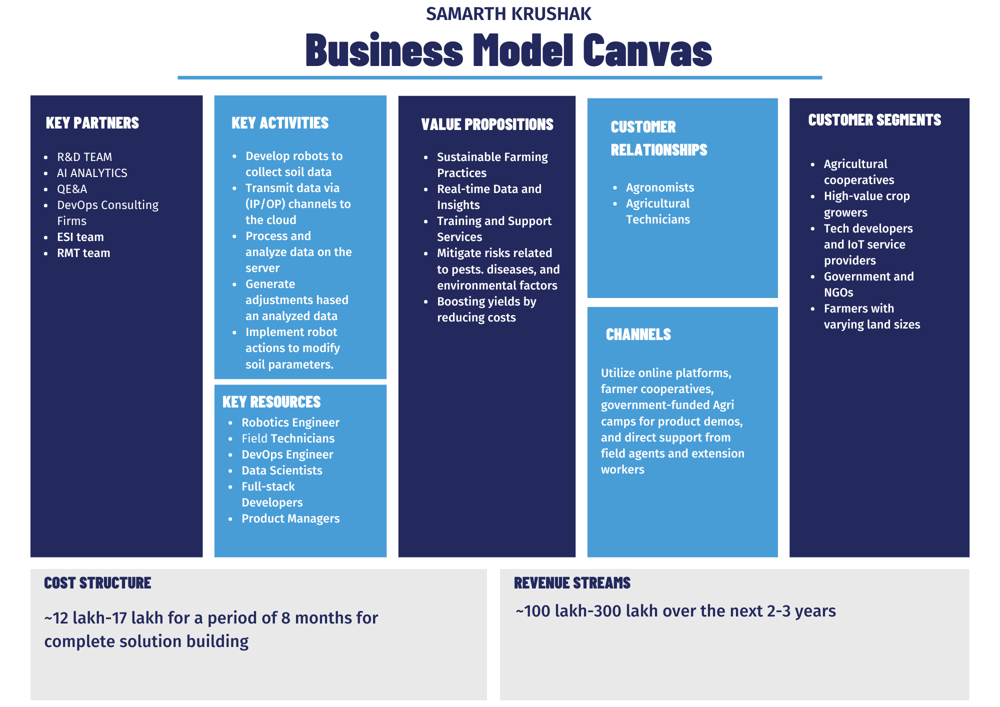 SAMARTH KRUSHAK
Business Model Canvas
KEY PARTNERS
• R&D TEAM
• AI ANALYTICS
• QE&A
• DevOps Consulting
Firms
• ESI team
• RMT team
KEY ACTIVITIES
• Develop robots to
collect soil data
• Transmit data via
(IP/OP) channels to
the cloud
• Process and
analyze data on the
server
• Generate
adjustments hased
an analyzed data
• Implement robot
actions to modify
soil parameters.
KEY RESOURCES
• Robotics Engineer
• Field Technicians
• DevOps Engineer
• Data Scientists
• Full-stack
Developers
• Product Managers
VALUE PROPOSITIONS
• Sustainable Farming
Practices
• Real-time Data and
Insights
• Training and Support
Services
• Mitigate risks related
to pests. diseases, and
environmental factors
• Boosting yields by
reducing costs
CUSTOMER
RELATIONSHIPS
• Agronomists
• Agricultural
Technicians
CHANNELS
Utilize online platforms,
farmer cooperatives,
government-funded Agri
camps for product demos,
and direct support from
field agents and extension
workers
CUSTOMER SEGMENTS
• Agricultural
cooperatives
• High-value crop
growers
• Tech developers
and IoT service
providers
• Government and
NGOs
• Farmers with
varying land sizes
COST STRUCTURE
~12 lakh-17 lakh for a period of 8 months for
complete solution building
REVENUE STREAMS
~100 lakh-300 lakh over the next 2-3 years